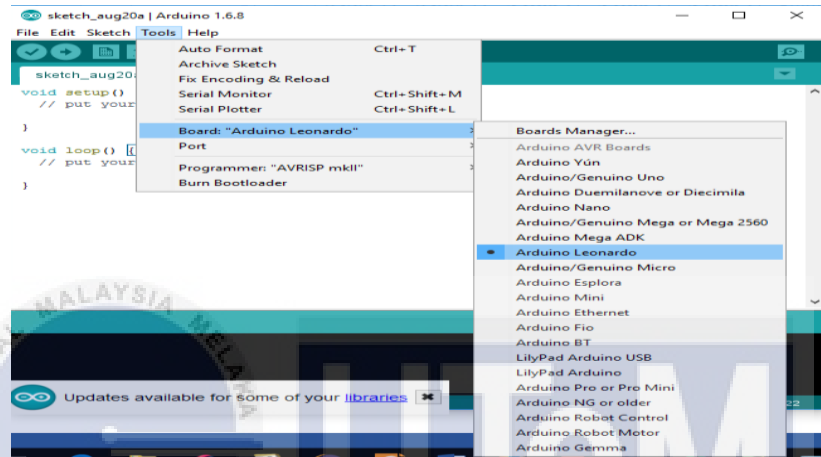 sketch_aug20a | Arduino 1.6.8
File Edit Sketch Tools Help
sketch_aug20
void setup()
// put your
}
void loop() {
// put your
}
Auto Format Ctrl+T
Archive Sketch
Fix Encoding & Reload
Serial Monitor Ctrl+Shift+M
Serial Plotter Ctrl+Shift+L
Board: "Arduino Leonardo"
Port
Programmer: "AVRISP mkII"
Burn Bootloader
Boards Manager...
Arduino AVR Boards
Arduino Yún
Arduino/Genuino Uno
Arduino Duemilanove or Diecimila
Arduino Nano
Arduino/Genuino Mega or Mega 2560
Arduino Mega ADK
Arduino Leonardo
Arduino/Genuino Micro
Arduino Esplora
Arduino Mini
Arduino Ethernet
Arduino Fio
Arduino BT
LilyPad Arduino USB
LilyPad Arduino
Arduino Pro or Pro Mini
Arduino NG or older
Arduino Robot Control
Arduino Robot Motor
Arduino Gemma
Updates available for some of your libraries
22
MALAYSIA MELAKA
UTeM